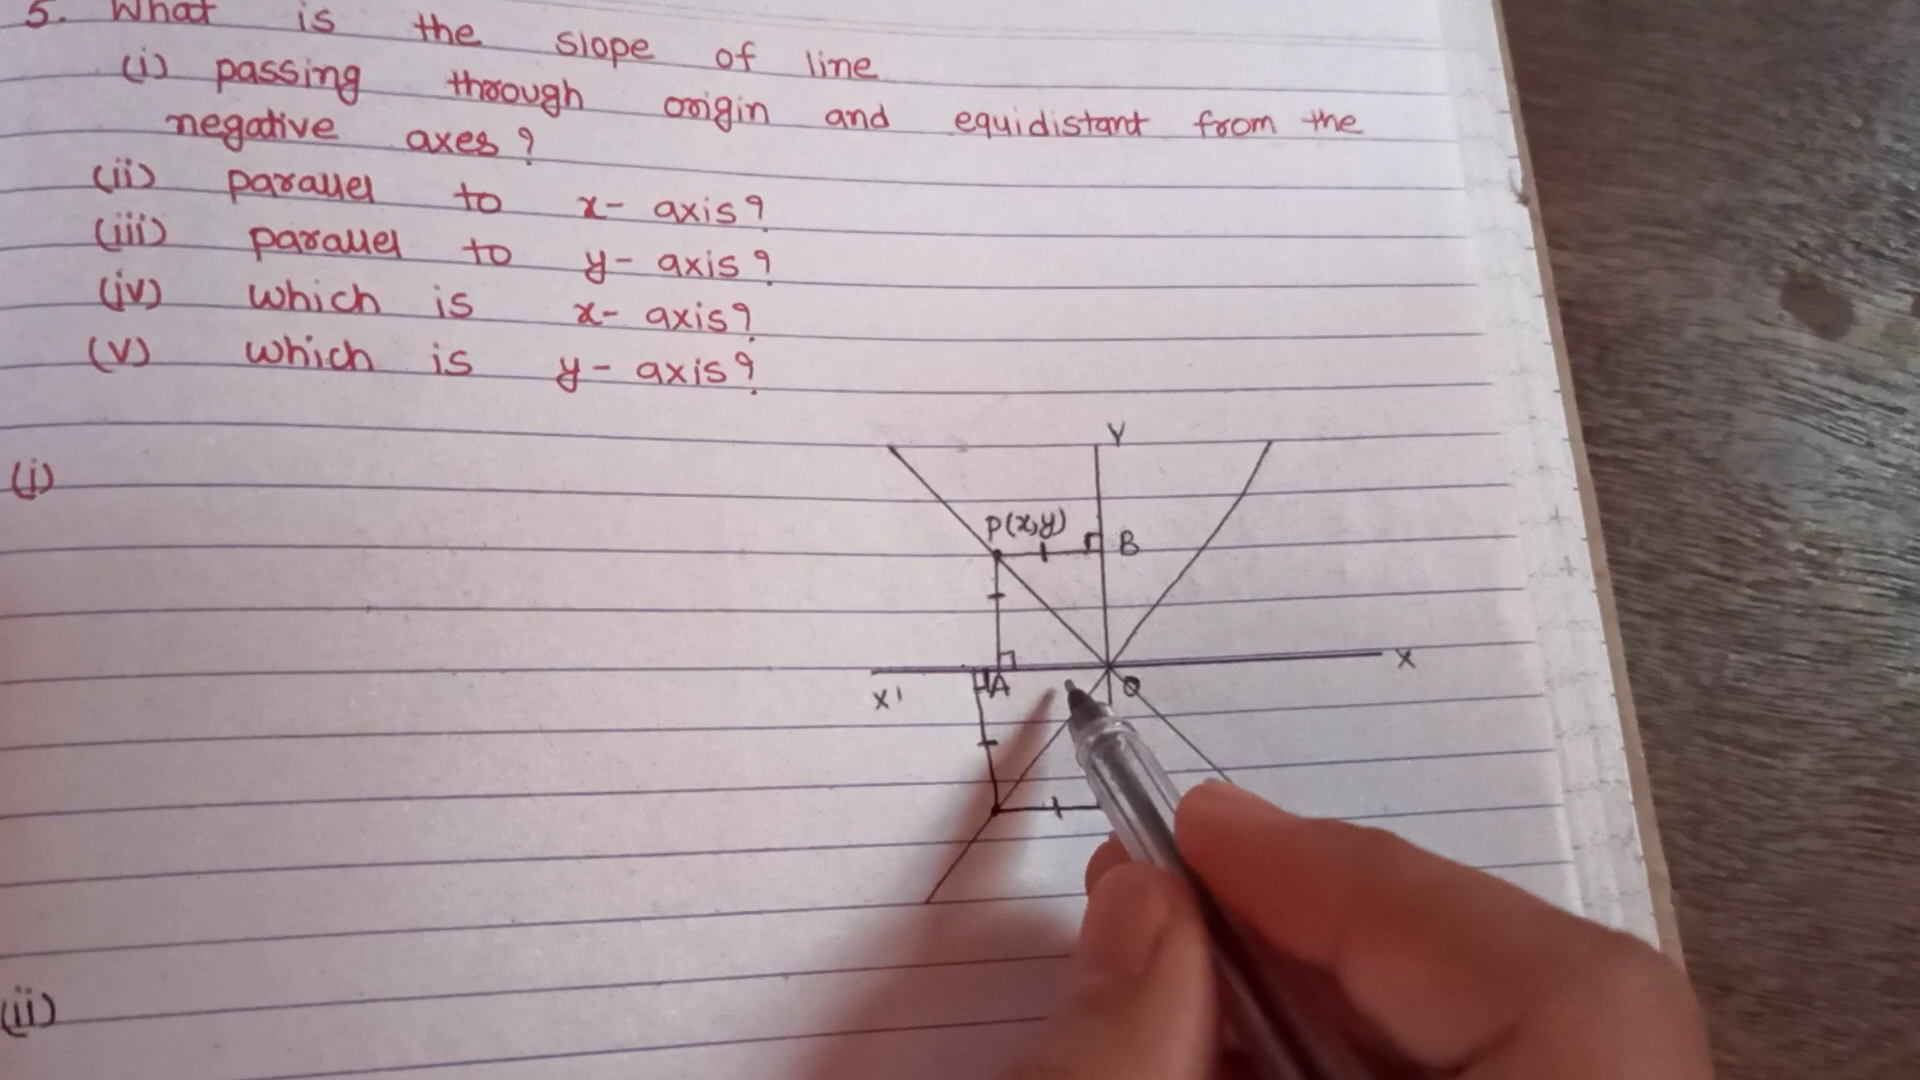 5. What is the slope of line
(i) passing through origin and equidistant from the
negative axes?
(ii) parallel to x- axis?
(iii) parallel to y- axis?
(iv) which is x- axis?
(v) which is y- axis?
(i)
Y
P(x,y)
B
X
X'
A
O
(ii)